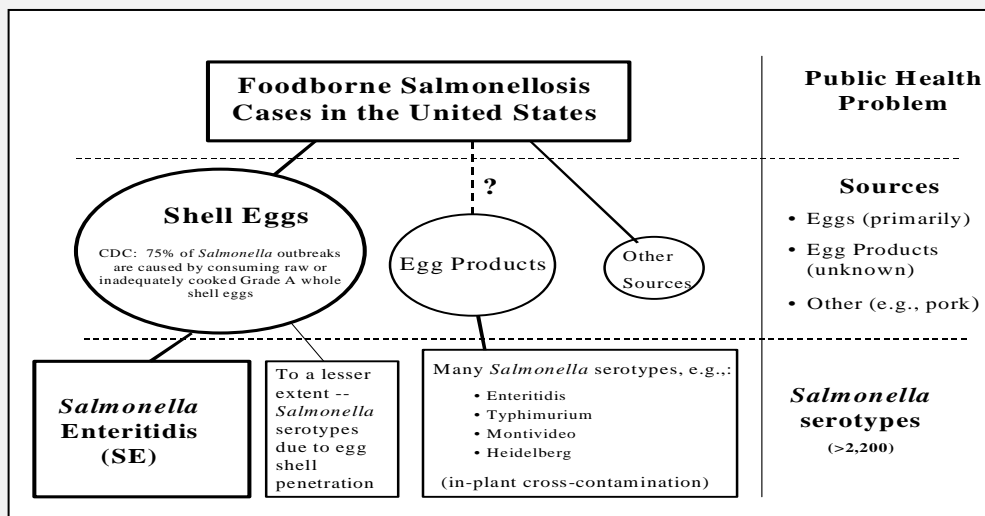 Foodborne Salmonellosis
Cases in the United States
Public Health
Problem
?
Shell Eggs
CDC: 75% of Salmonella outbreaks
are caused by consuming raw or
inadequately cooked Grade A whole
shell eggs
Egg Products
Other
Sources
Sources
• Eggs (primarily)
• Egg Products
(unknown)
• Other (e.g., pork)
Salmonella
Enteritidis
(SE)
To a lesser
extent --
Salmonella
serotypes
due to egg
shell
penetration
Many Salmonella serotypes, e.g.,:
• Enteritidis
• Typhimurium
• Montivideo
• Heidelberg
(in-plant cross-contamination)
Salmonella
serotypes
(>2,200)